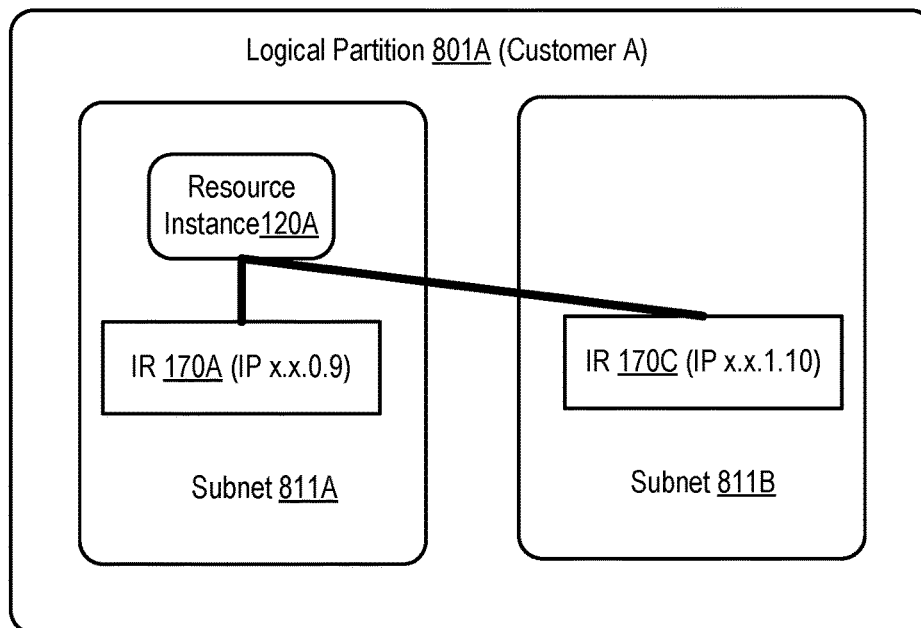 Logical Partition 801A (Customer A)
Resource
Instance120A
IR 170A (IP x.x.0.9)
IR 170C (IP x.x.1.10)
Subnet 811A
Subnet 811B